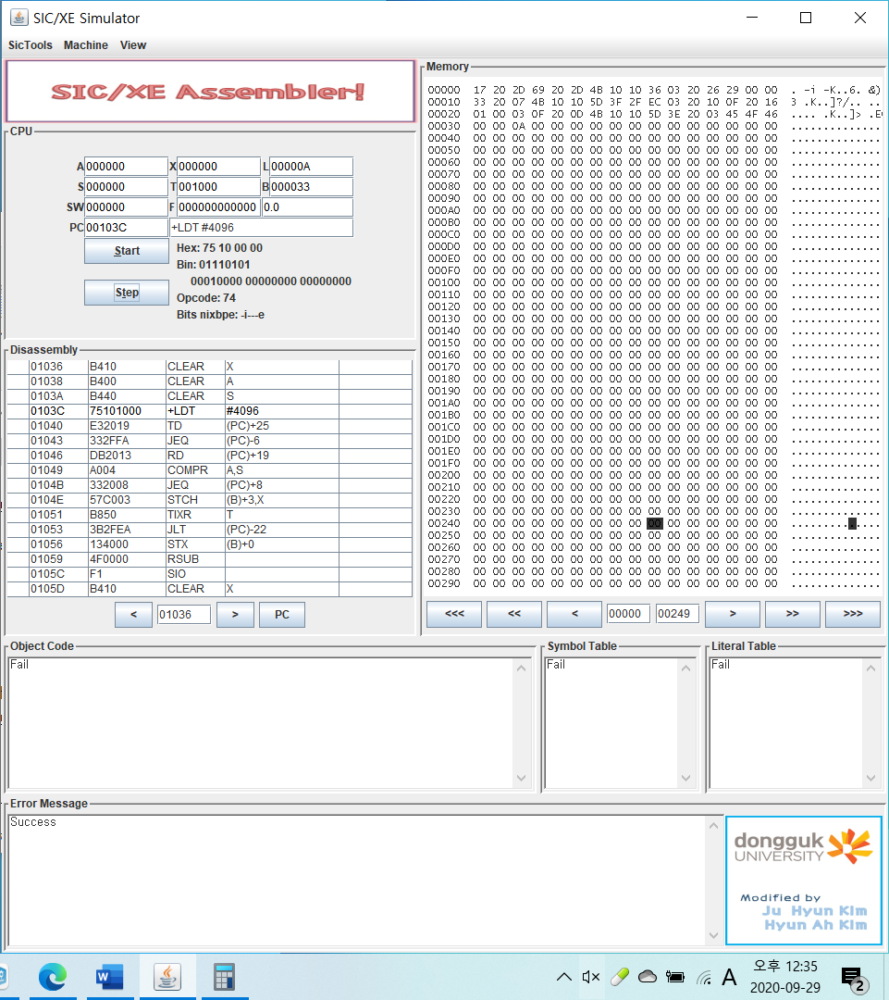 SIC/XE Simulator
SicTools Machine View
SIC/XE Assembler!
CPU
A 000000 X 000000 L 00000A
S 000000 T 001000 B 000033
SW 000000 F 000000000000 0.0
PC 00103C +LDT #4096
Start
Hex: 75 10 00 00
Bin: 01110101
00010000 00000000 00000000
Step
Opcode: 74
Bits nixbpe: -i---e
Disassembly
01036 B410 CLEAR X
01038 B400 CLEAR A
0103A B440 CLEAR S
0103C 75101000 +LDT #4096
01040 E32019 TD (PC)+25
01043 332FFA JEQ (PC)-6
01046 DB2013 RD (PC)+19
01049 A004 COMPR A,S
0104B 332008 JEQ (PC)+8
0104E 57C003 STCH (B)+3,X
01051 B850 TIXR T
01053 3B2FEA JLT (PC)-22
01056 134000 STX (B)+0
01059 4F0000 RSUB
0105C F1 SIO
0105D B410 CLEAR X
< 01036 > PC
Memory
00000 17 20 2D 69 20 2D 4B 10 10 36 03 20 26 29 00 00 . -i -K..6. &)
00010 33 20 07 4B 10 10 5D 3F 2F EC 03 20 10 0F 20 16 3 .K..]?/.. ..
00020 01 00 03 0F 20 0D 4B 10 10 5D 3E 20 03 45 4F 46 .... .K..]> .E
00030 00 00 0A 00 00 00 00 00 00 00 00 00 00 00 00 00 ..............
00040 00 00 00 00 00 00 00 00 00 00 00 00 00 00 00 00 ..............
00050 00 00 00 00 00 00 00 00 00 00 00 00 00 00 00 00 ..............
00060 00 00 00 00 00 00 00 00 00 00 00 00 00 00 00 00 ..............
00070 00 00 00 00 00 00 00 00 00 00 00 00 00 00 00 00 ..............
00080 00 00 00 00 00 00 00 00 00 00 00 00 00 00 00 00 ..............
00090 00 00 00 00 00 00 00 00 00 00 00 00 00 00 00 00 ..............
000A0 00 00 00 00 00 00 00 00 00 00 00 00 00 00 00 00 ..............
000B0 00 00 00 00 00 00 00 00 00 00 00 00 00 00 00 00 ..............
000C0 00 00 00 00 00 00 00 00 00 00 00 00 00 00 00 00 ..............
000D0 00 00 00 00 00 00 00 00 00 00 00 00 00 00 00 00 ..............
000E0 00 00 00 00 00 00 00 00 00 00 00 00 00 00 00 00 ..............
000F0 00 00 00 00 00 00 00 00 00 00 00 00 00 00 00 00 ..............
00100 00 00 00 00 00 00 00 00 00 00 00 00 00 00 00 00 ..............
00110 00 00 00 00 00 00 00 00 00 00 00 00 00 00 00 00 ..............
00120 00 00 00 00 00 00 00 00 00 00 00 00 00 00 00 00 ..............
00130 00 00 00 00 00 00 00 00 00 00 00 00 00 00 00 00 ..............
00140 00 00 00 00 00 00 00 00 00 00 00 00 00 00 00 00 ..............
00150 00 00 00 00 00 00 00 00 00 00 00 00 00 00 00 00 ..............
00160 00 00 00 00 00 00 00 00 00 00 00 00 00 00 00 00 ..............
00170 00 00 00 00 00 00 00 00 00 00 00 00 00 00 00 00 ..............
00180 00 00 00 00 00 00 00 00 00 00 00 00 00 00 00 00 ..............
00190 00 00 00 00 00 00 00 00 00 00 00 00 00 00 00 00 ..............
001A0 00 00 00 00 00 00 00 00 00 00 00 00 00 00 00 00 ..............
001B0 00 00 00 00 00 00 00 00 00 00 00 00 00 00 00 00 ..............
001C0 00 00 00 00 00 00 00 00 00 00 00 00 00 00 00 00 ..............
001D0 00 00 00 00 00 00 00 00 00 00 00 00 00 00 00 00 ..............
001E0 00 00 00 00 00 00 00 00 00 00 00 00 00 00 00 00 ..............
001F0 00 00 00 00 00 00 00 00 00 00 00 00 00 00 00 00 ..............
00200 00 00 00 00 00 00 00 00 00 00 00 00 00 00 00 00 ..............
00210 00 00 00 00 00 00 00 00 00 00 00 00 00 00 00 00 ..............
00220 00 00 00 00 00 00 00 00 00 00 00 00 00 00 00 00 ..............
00230 00 00 00 00 00 00 00 00 00 00 00 00 00 00 00 00 ..............
00240 00 00 00 00 00 00 00 00 00 00 00 00 00 00 00 00 ..............
00250 00 00 00 00 00 00 00 00 00 00 00 00 00 00 00 00 ..............
00260 00 00 00 00 00 00 00 00 00 00 00 00 00 00 00 00 ..............
00270 00 00 00 00 00 00 00 00 00 00 00 00 00 00 00 00 ..............
00280 00 00 00 00 00 00 00 00 00 00 00 00 00 00 00 00 ..............
00290 00 00 00 00 00 00 00 00 00 00 00 00 00 00 00 00 ..............
<<< << < 00000 00249 > >> >>>
Object Code
Fail
Symbol Table
Fail
Literal Table
Fail
Error Message
Success
dongguk
UNIVERSITY
Modified by
Ju Hyun Kim
Hyun Ah Kim
W A 오후 12:35
2020-09-29
2